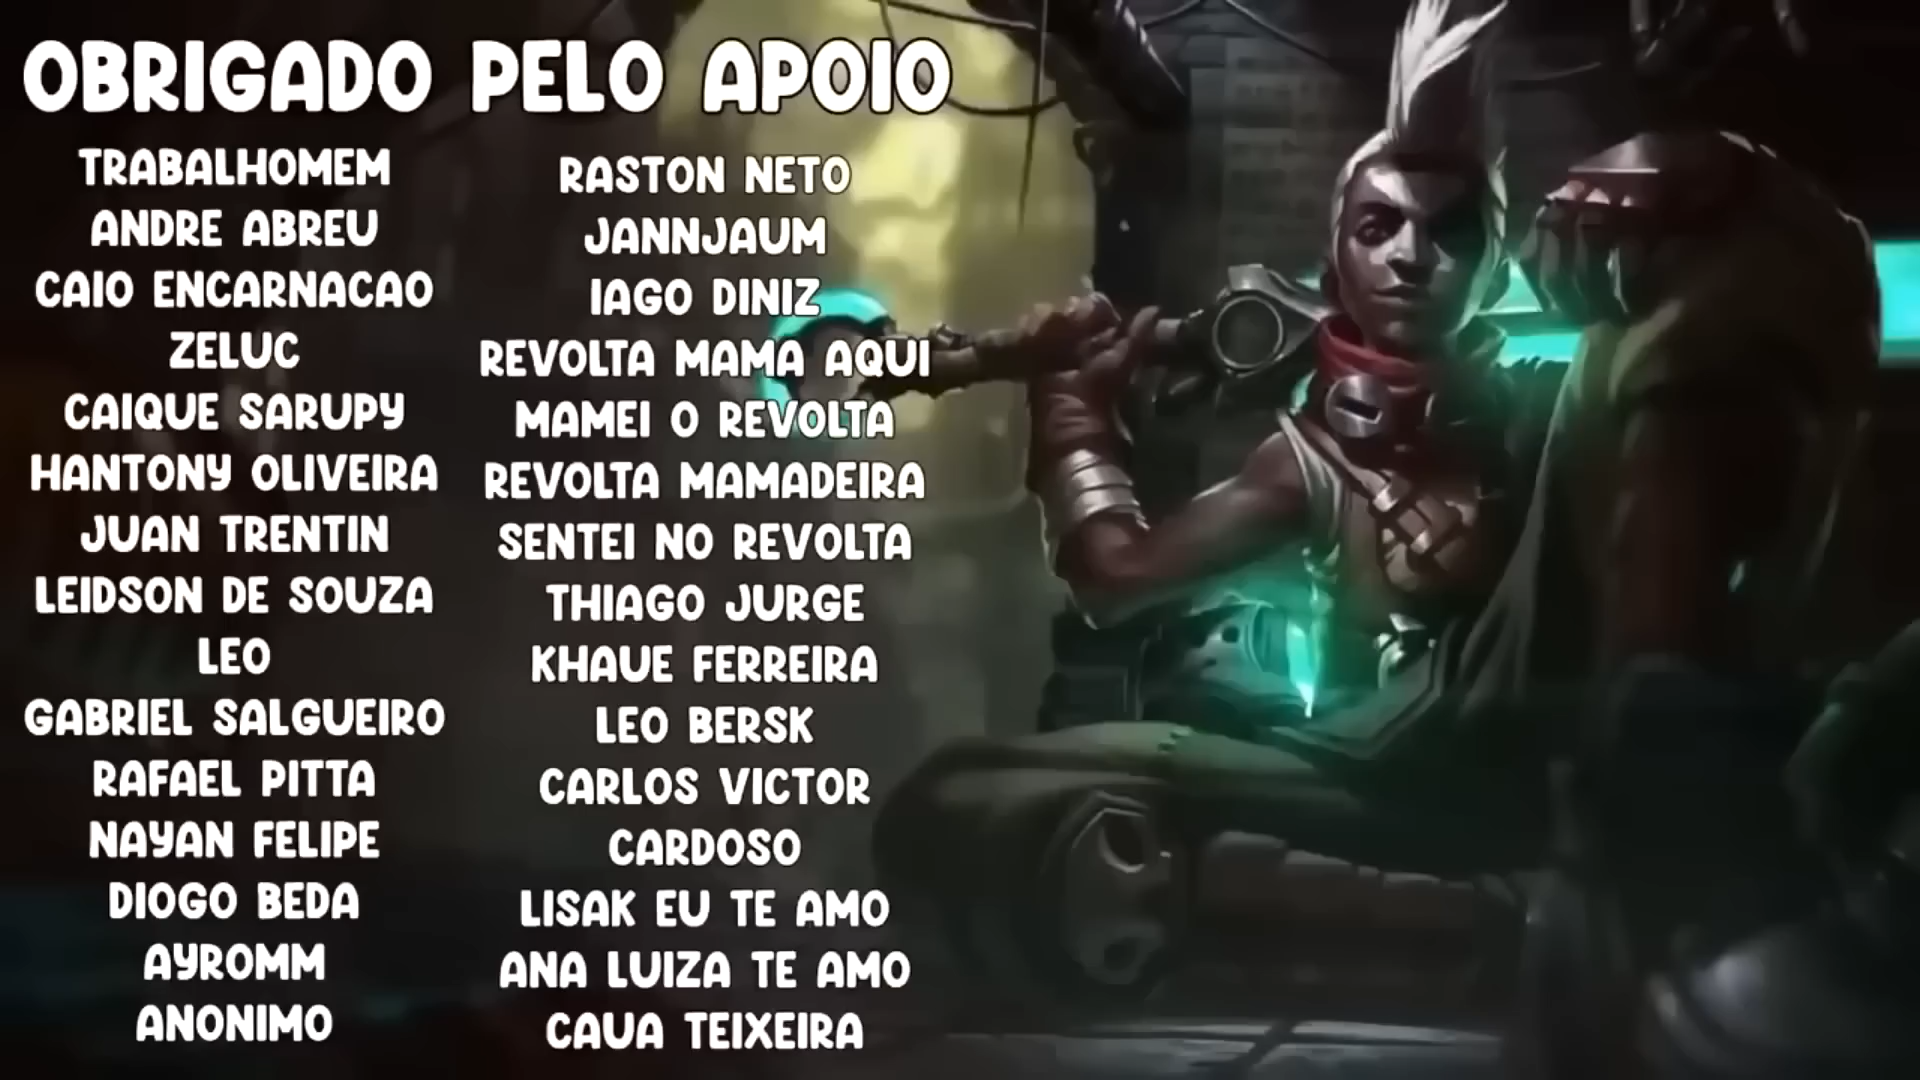 OBRIGADO PELO APOIO
TRABALHOMEM
ANDRE ABREU
CAIO ENCARNACAO
ZELUC
CAIQUE SARUPY
HANTONY OLIVEIRA
JUAN TRENTIN
LEIDSON DE SOUZA
LEO
GABRIEL SALGUEIRO
RAFAEL PITTA
NAYAN FELIPE
DIOGO BEDA
AYROMM
ANONIMO
RASTON NETO
JANNJAUM
IAGO DINIZ
REVOLTA MAMA AQUI
MAMEI O REVOLTA
REVOLTA MAMADEIRA
SENTEI NO REVOLTA
THIAGO JURGE
KHAUE FERREIRA
LEO BERSK
CARLOS VICTOR
CARDOSO
LISAK EU TE AMO
ANA LUIZA TE AMO
CAUA TEIXEIRA